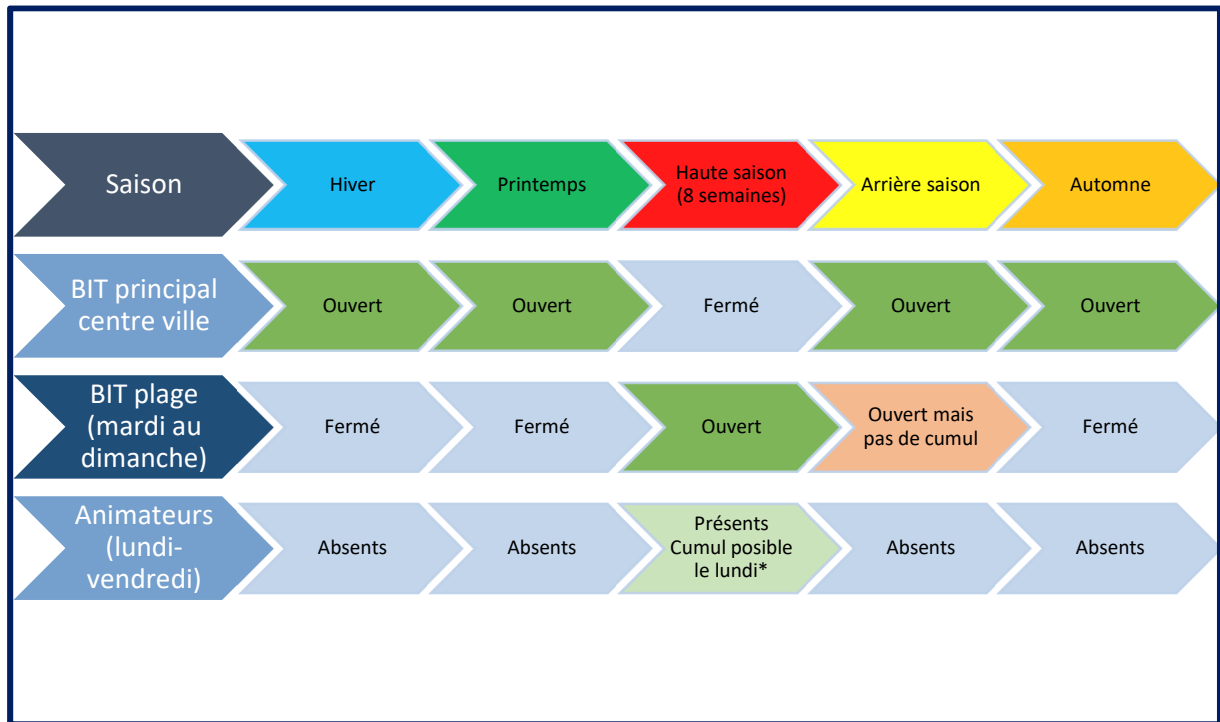 Saison
Hiver
Printemps
Haute saison
(8 semaines)
Arrière saison
Automne
BIT principal
centre ville
Ouvert
Ouvert
Fermé
Ouvert
Ouvert
BIT plage
(mardi au
dimanche)
Fermé
Fermé
Ouvert
Ouvert mais
pas de cumul
Fermé
Animateurs
(lundi-
vendredi)
Absents
Absents
Présents
Cumul posible
le lundi*
Absents
Absents